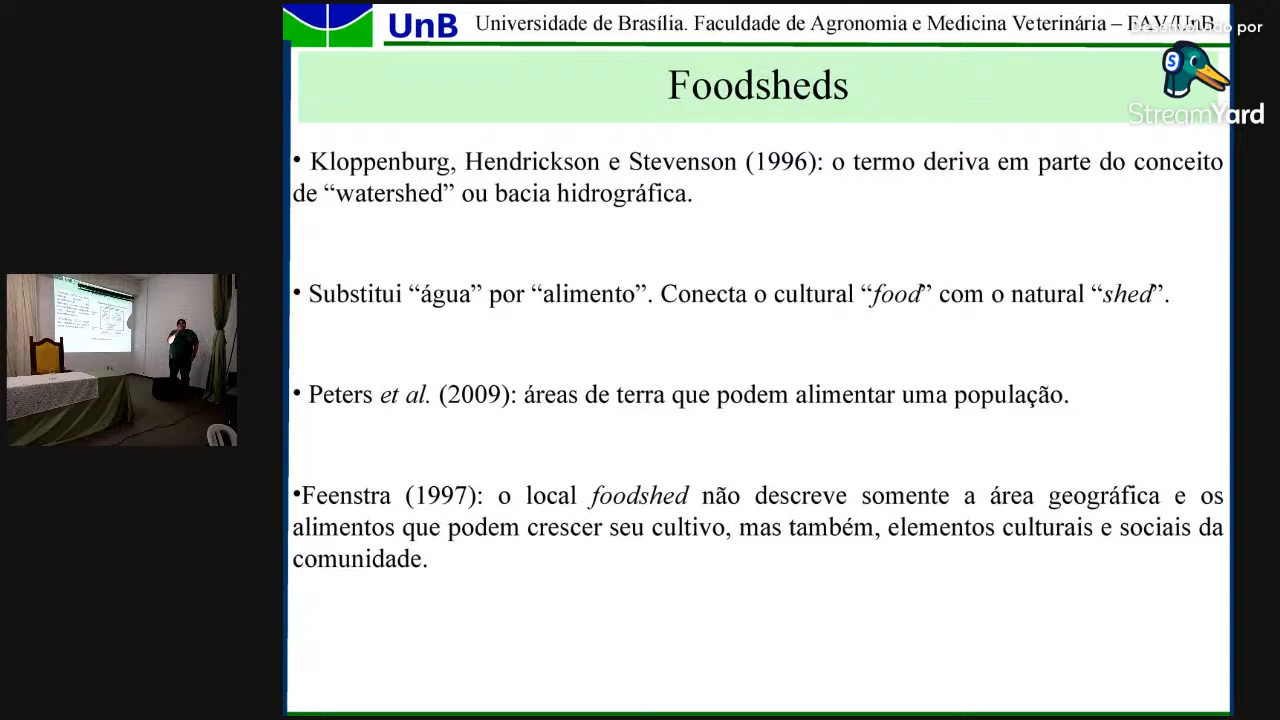 UnB Universidade de Brasília. Faculdade de Agronomia e Medicina Veterinária – FAV/UnB
Desenvolvido por
StreamYard
Foodsheds
• Kloppenburg, Hendrickson e Stevenson (1996): o termo deriva em parte do conceito
de “watershed” ou bacia hidrográfica.
• Substitui “água” por “alimento”. Conecta o cultural “food” com o natural “shed”.
• Peters et al. (2009): áreas de terra que podem alimentar uma população.
•Feenstra (1997): o local foodshed não descreve somente a área geográfica e os
alimentos que podem crescer seu cultivo, mas também, elementos culturais e sociais da
comunidade.